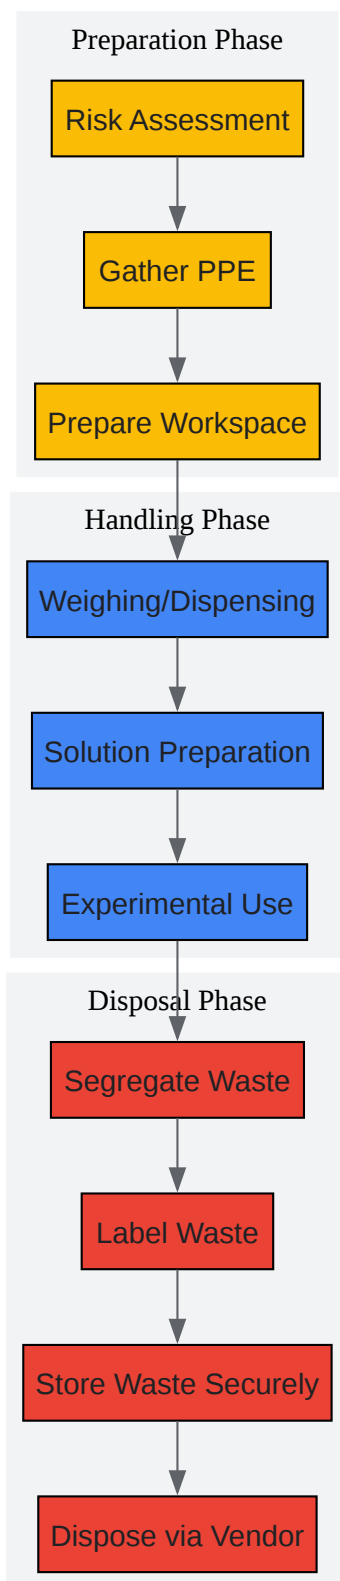 Preparation Phase
Risk Assessment
Gather PPE
Prepare Workspace
Handling Phase
Weighing/Dispensing
Solution Preparation
Experimental Use
Disposal Phase
Segregate Waste
Label Waste
Store Waste Securely
Dispose via Vendor